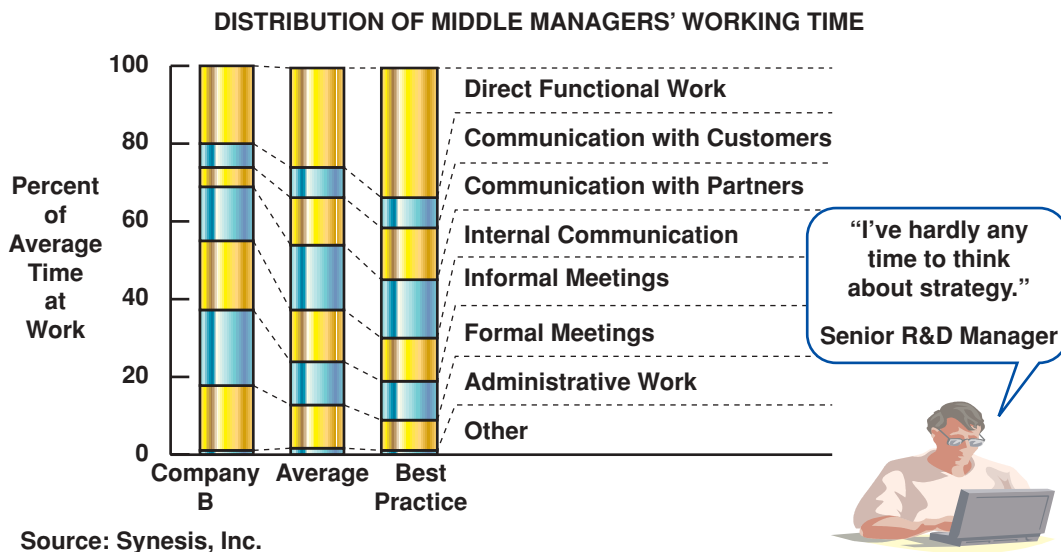 DISTRIBUTION OF MIDDLE MANAGERS’ WORKING TIME
100
80
60
40
20
0
Percent
of
Average
Time
at
Work
Direct Functional Work
Communication with Customers
Communication with Partners
Internal Communication
Informal Meetings
Formal Meetings
Administrative Work
Other
“I’ve hardly any
time to think
about strategy.”
Senior R&D Manager
Company
B
Average
Best
Practice
Source: Synesis, Inc.